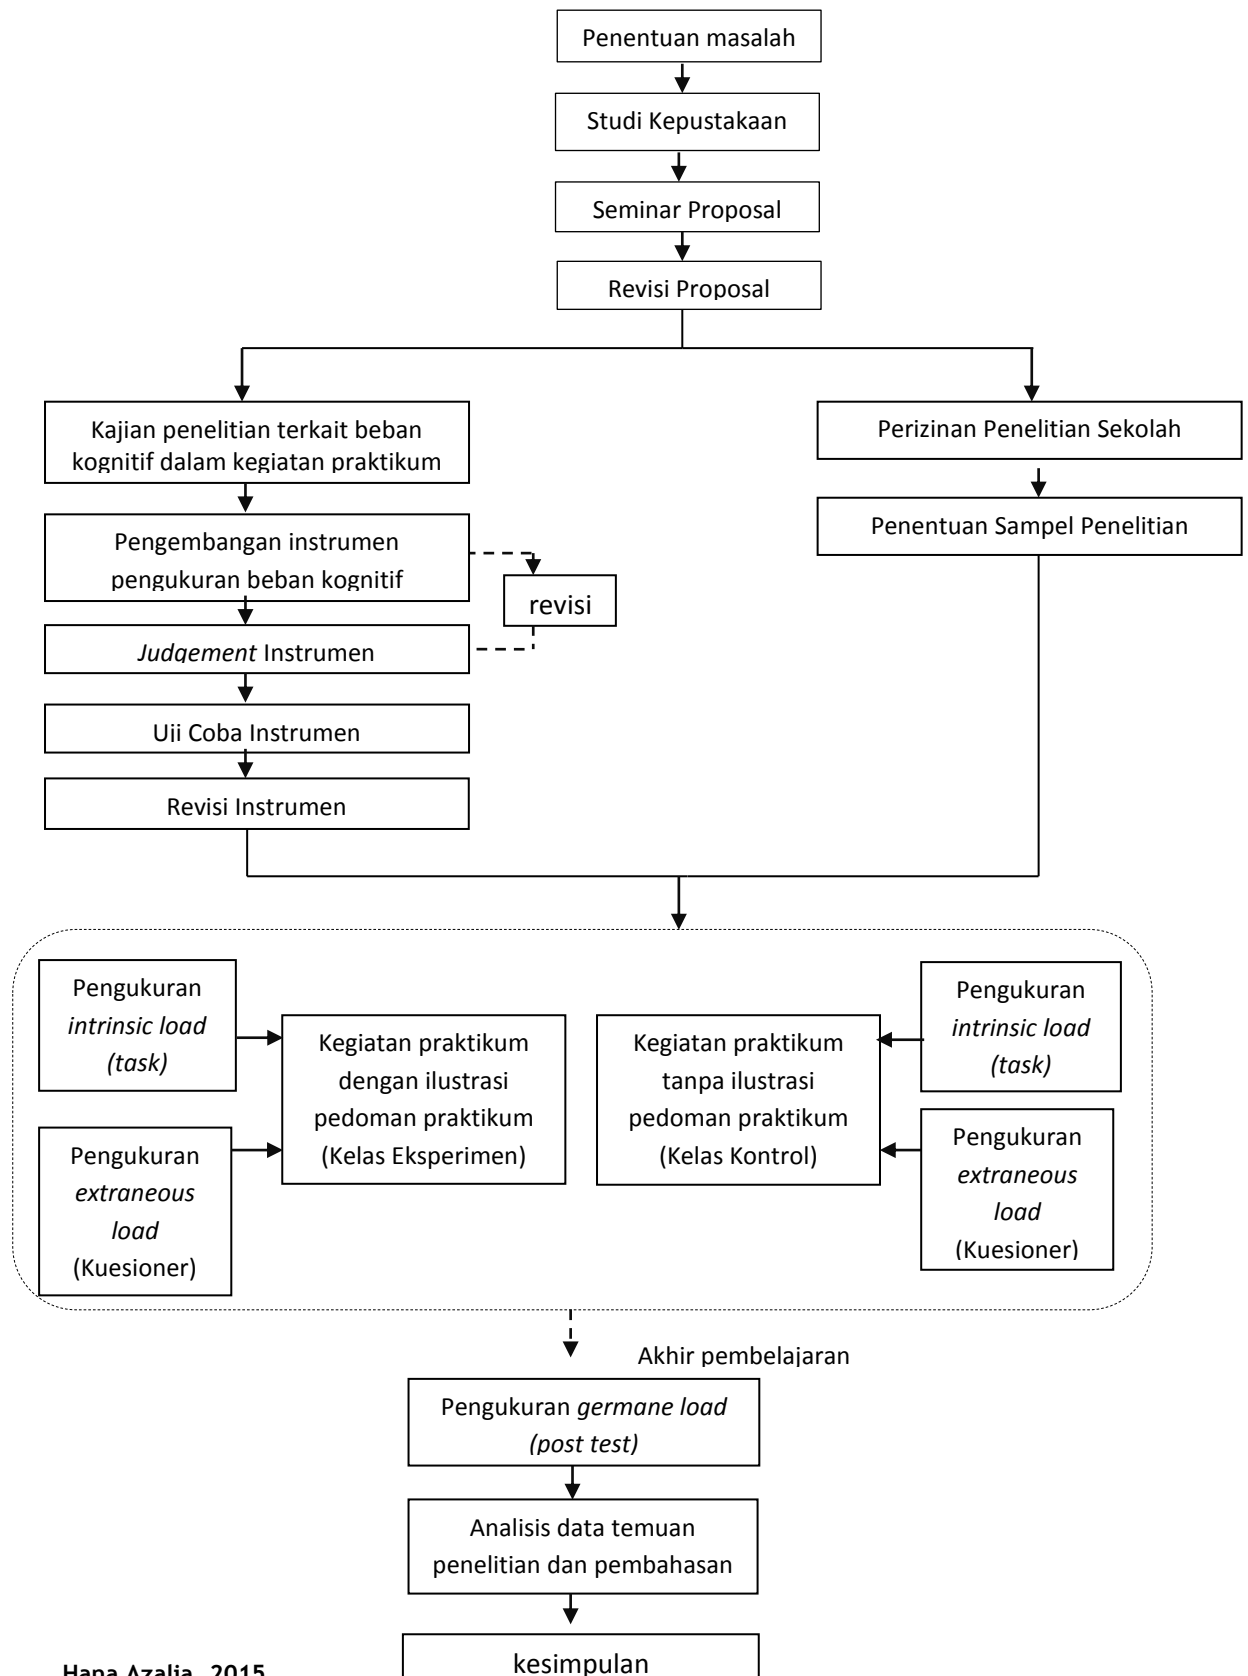 Penentuan masalah
Studi Kepustakaan
Seminar Proposal
Revisi Proposal
Kajian penelitian terkait beban
kognitif dalam kegiatan praktikum
Perizinan Penelitian Sekolah
Pengembangan instrumen
pengukuran beban kognitif
Penentuan Sampel Penelitian
revisi
Judgement Instrumen
Uji Coba Instrumen
Revisi Instrumen
Pengukuran
intrinsic load
(task)
Kegiatan praktikum
dengan ilustrasi
pedoman praktikum
(Kelas Eksperimen)
Pengukuran
extraneous
load
(Kuesioner)
Kegiatan praktikum
tanpa ilustrasi
pedoman praktikum
(Kelas Kontrol)
Pengukuran
intrinsic load
(task)
Pengukuran
extraneous
load
(Kuesioner)
Akhir pembelajaran
Pengukuran germane load
(post test)
Analisis data temuan
penelitian dan pembahasan
kesimpulan
Hana Azalia, 2015